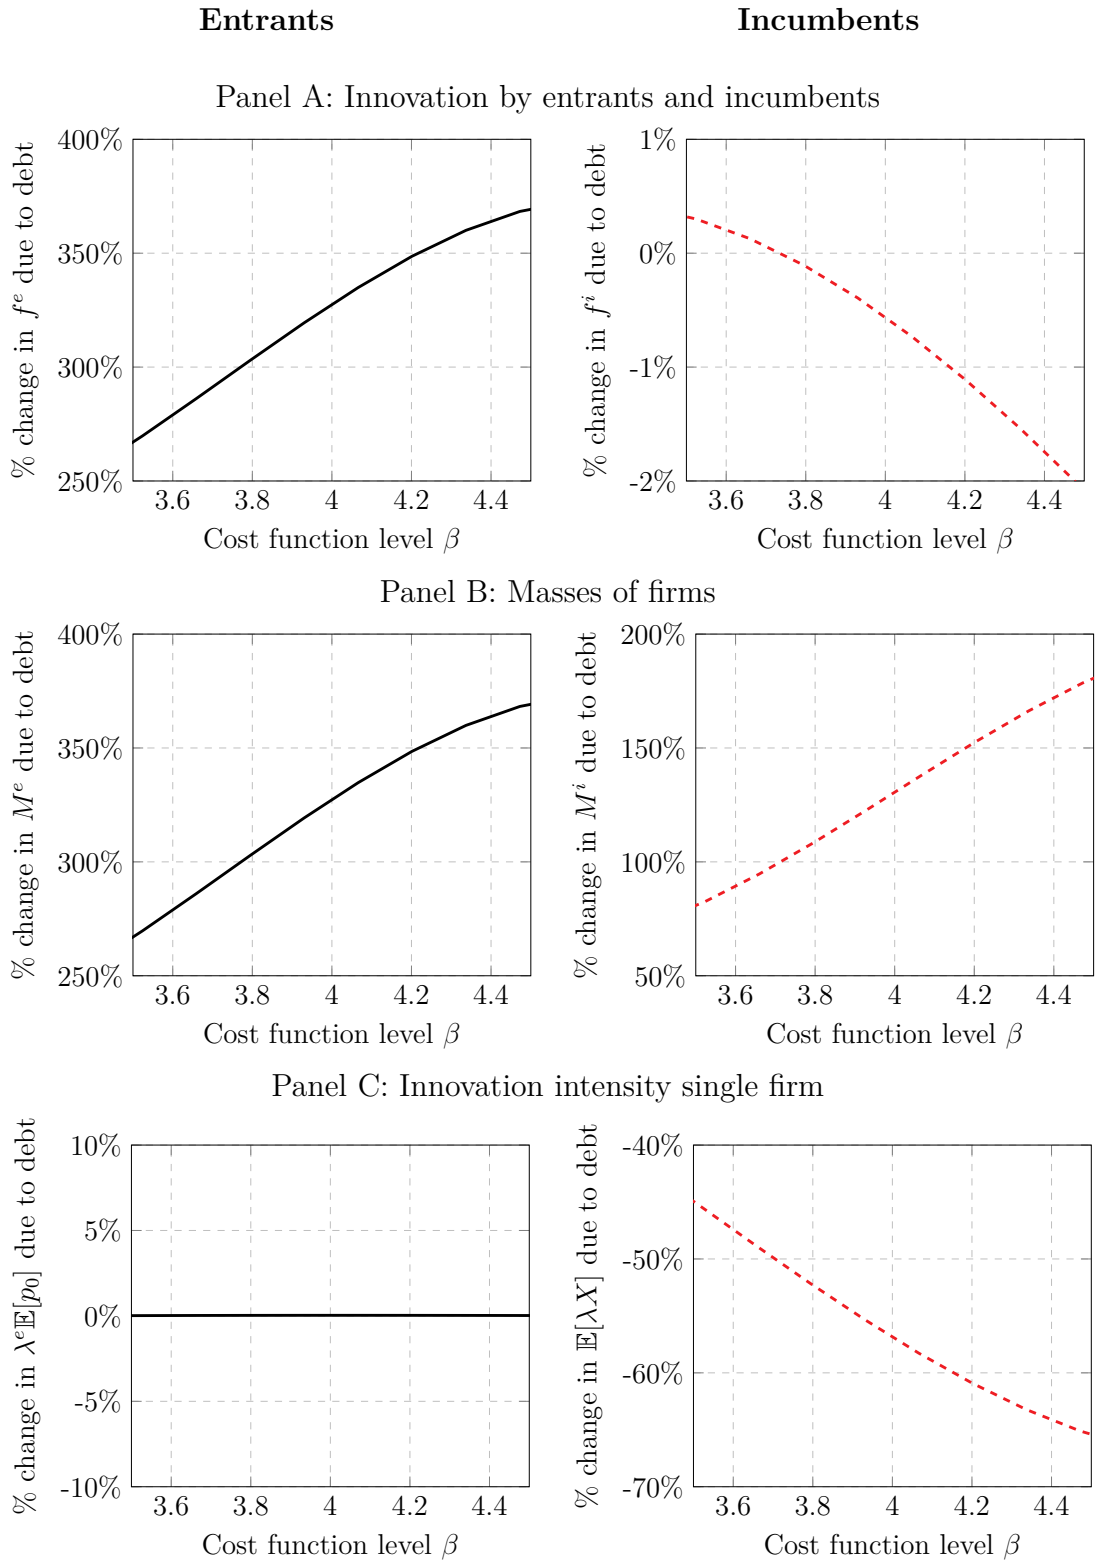 Entrants
Incumbents
Panel A: Innovation by entrants and incumbents
% change in fᵉ due to debt
400%
350%
300%
250%
3.6 3.8 4 4.2 4.4
Cost function level β
% change in fⁱ due to debt
1%
0%
-1%
-2%
3.6 3.8 4 4.2 4.4
Cost function level β
Panel B: Masses of firms
% change in Mᵉ due to debt
400%
350%
300%
250%
3.6 3.8 4 4.2 4.4
Cost function level β
% change in Mⁱ due to debt
200%
150%
100%
50%
3.6 3.8 4 4.2 4.4
Cost function level β
Panel C: Innovation intensity single firm
% change in λᵉ𝔼[p₀] due to debt
10%
5%
0%
-5%
-10%
3.6 3.8 4 4.2 4.4
Cost function level β
% change in 𝔼[λX] due to debt
-40%
-50%
-60%
-70%
3.6 3.8 4 4.2 4.4
Cost function level β